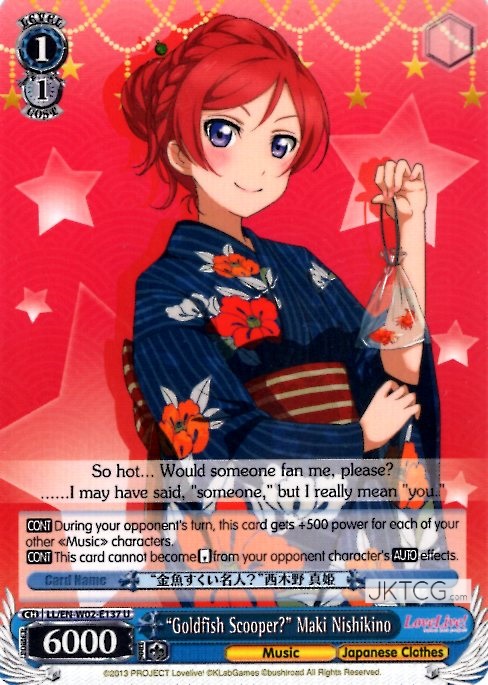 LEVEL
1
1
COST
So hot... Would someone fan me, please?
......I may have said, "someone," but I really mean "you."
CONT During your opponent's turn, this card gets +500 power for each of your
other «Music» characters.
CONT This card cannot become from your opponent character's AUTO effects.
Card Name
"金魚すくい名人？"西木野 真姫
JKTCG.com
CH LL/EN-W02-E137 U
POWER
6000
"Goldfish Scooper?" Maki Nishikino
LoveLive!
Music
Japanese Clothes
©2013 PROJECT Lovelive! ©KLabGames ©bushiroad All Rights Reserved.